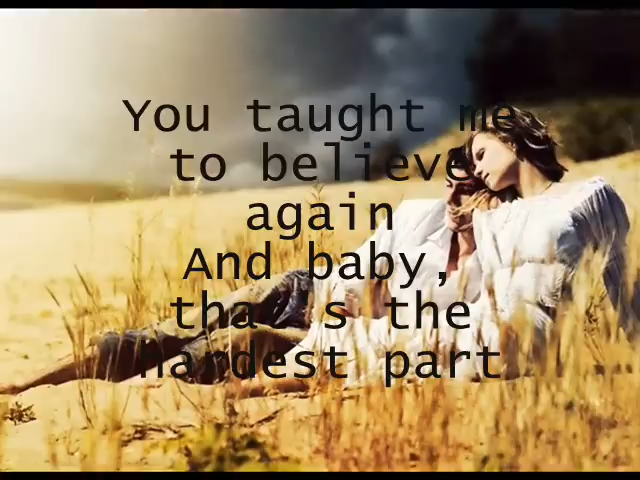 You taught me
to believe
again
And baby,
that's the
hardest part